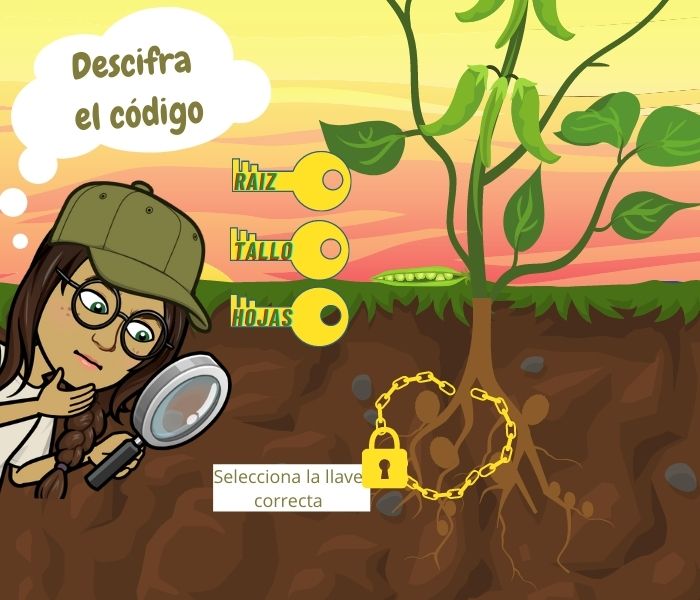 Descifra
el código
RAIZ
TALLO
HOJAS
Selecciona la llave
correcta